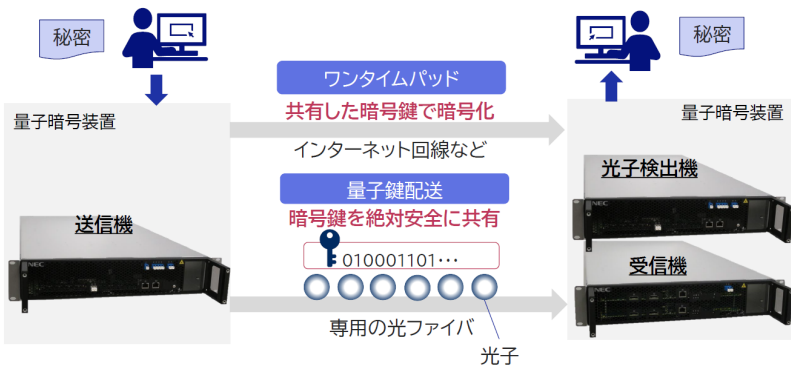 秘密
秘密
ワンタイムパッド
共有した暗号鍵で暗号化
インターネット回線など
量子暗号装置
量子暗号装置
量子鍵配送
暗号鍵を絶対安全に共有
010001101···
専用の光ファイバ
光子
送信機
NEC
光子検出機
NEC
受信機
NEC